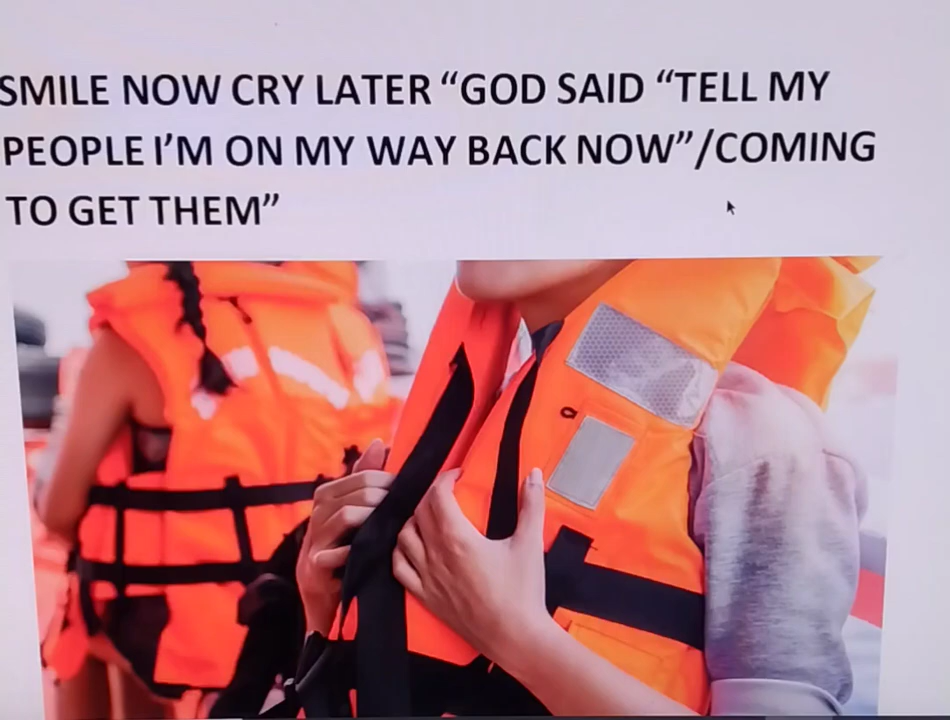 SMILE NOW CRY LATER “GOD SAID “TELL MY
PEOPLE I’M ON MY WAY BACK NOW”/COMING
TO GET THEM”